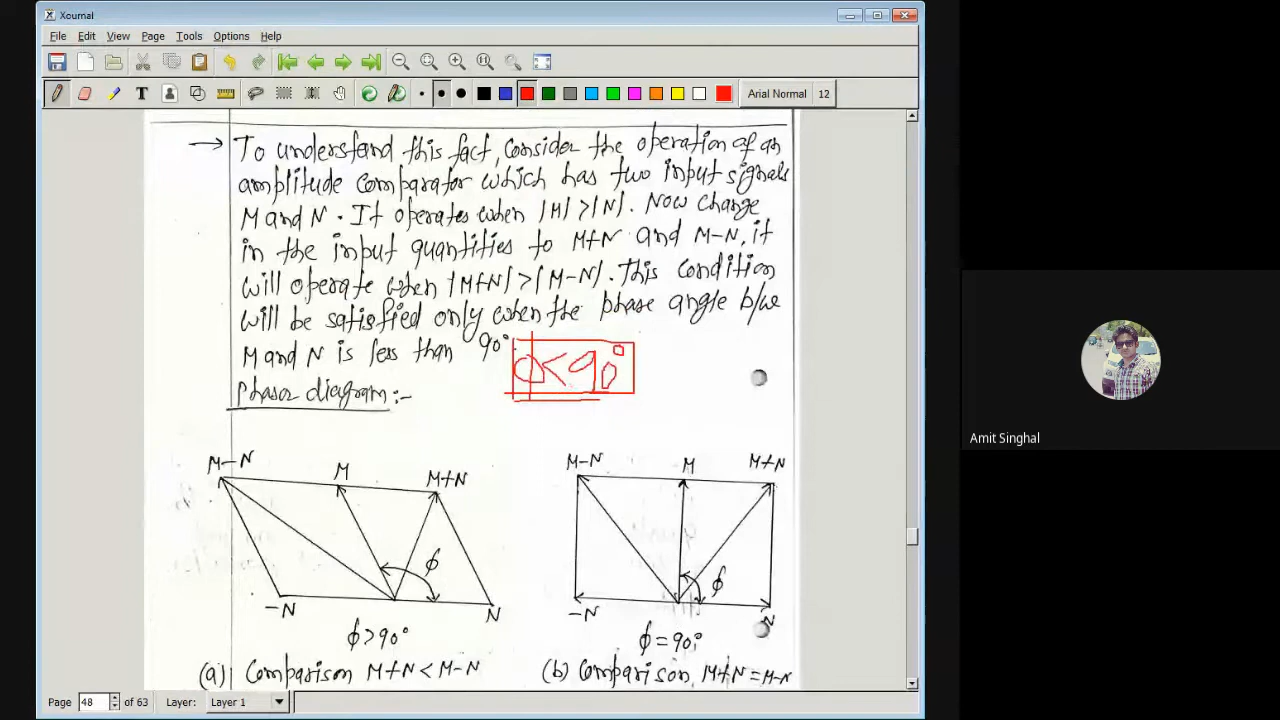 Xournal
File Edit View Page Tools Options Help
Arial Normal 12
→ To understand this fact, consider the operation of an
amplitude comparator which has two input signals
M and N. It operates when |M| > |N|. Now change
in the input quantities to M+N and M-N, it
will operate when |M+N| > |M-N|. This condition
will be satisfied only when the phase angle b/w
M and N is less than 90°.
ϕ < 90°
Phasor diagram :-
M-N M M+N
ϕ
-N N
ϕ > 90°
(a) Comparison M+N < M-N
M-N M M+N
ϕ
-N N
ϕ = 90°
(b) Comparison M+N = M-N
Amit Singhal
Page 48 of 63 Layer: Layer 1